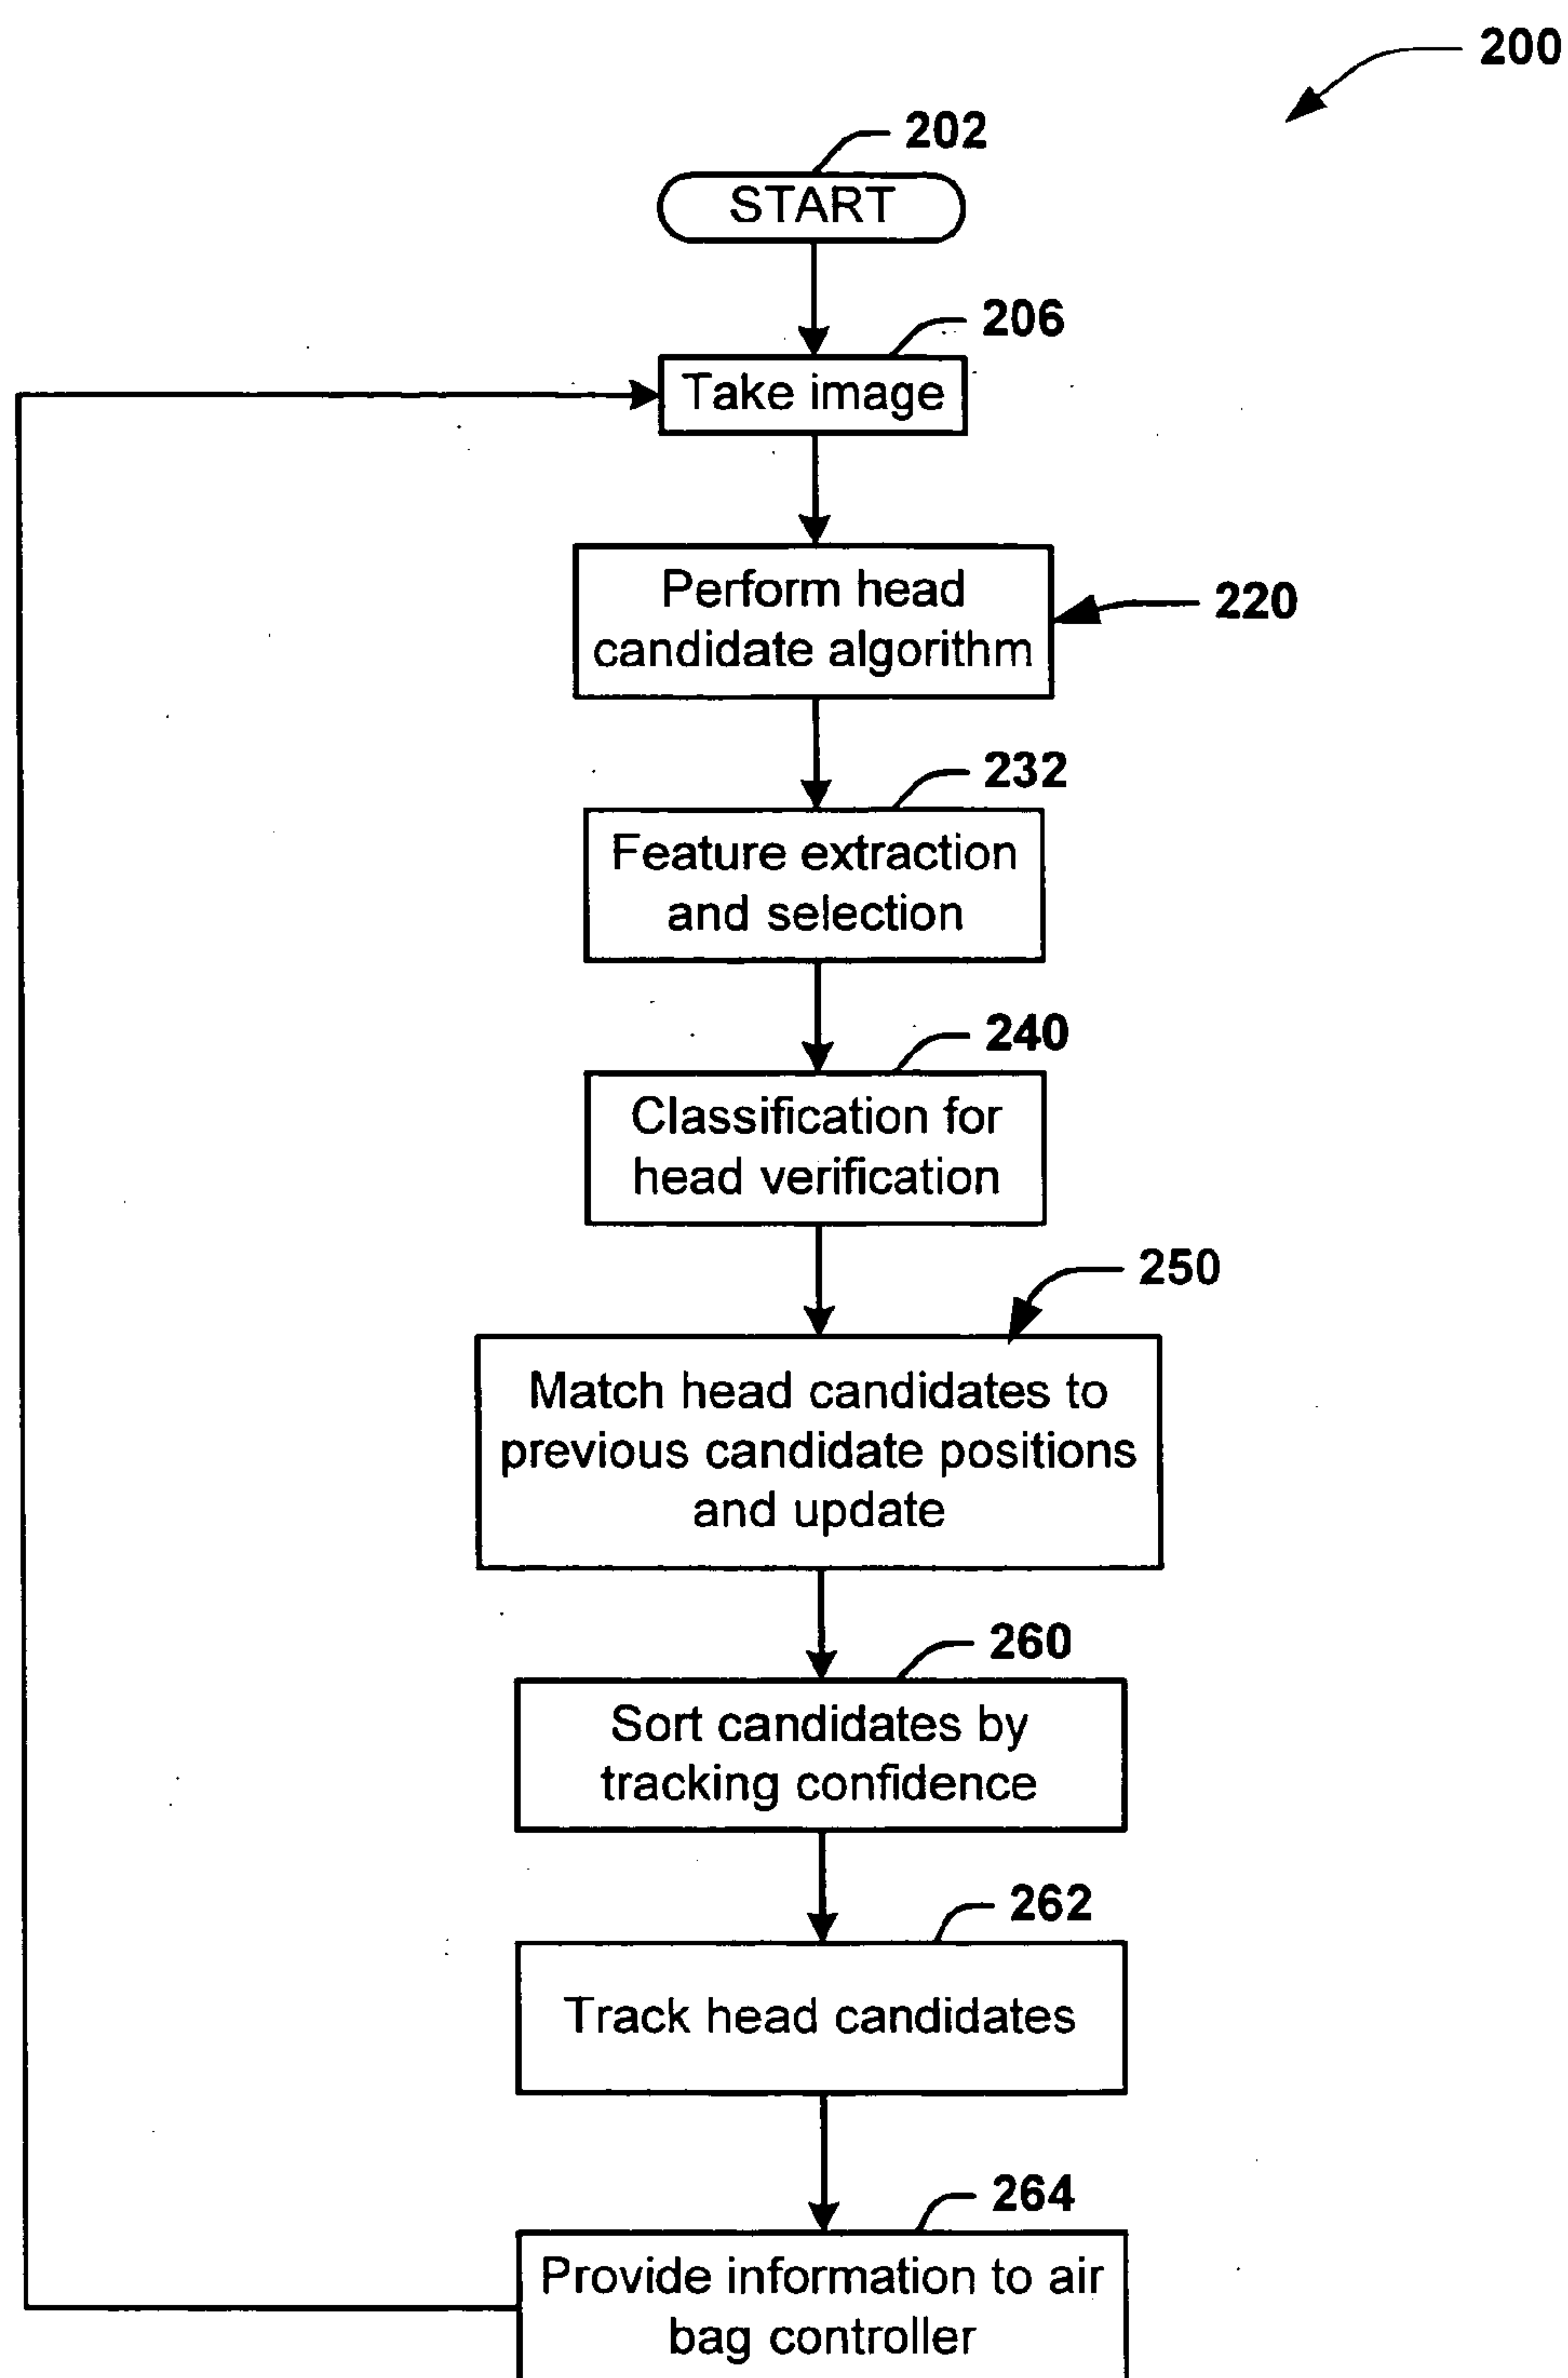 200
202
START
206
Take image
Perform head
candidate algorithm
220
232
Feature extraction
and selection
240
Classification for
head verification
250
Match head candidates to
previous candidate positions
and update
260
Sort candidates by
tracking confidence
262
Track head candidates
264
Provide information to air
bag controller